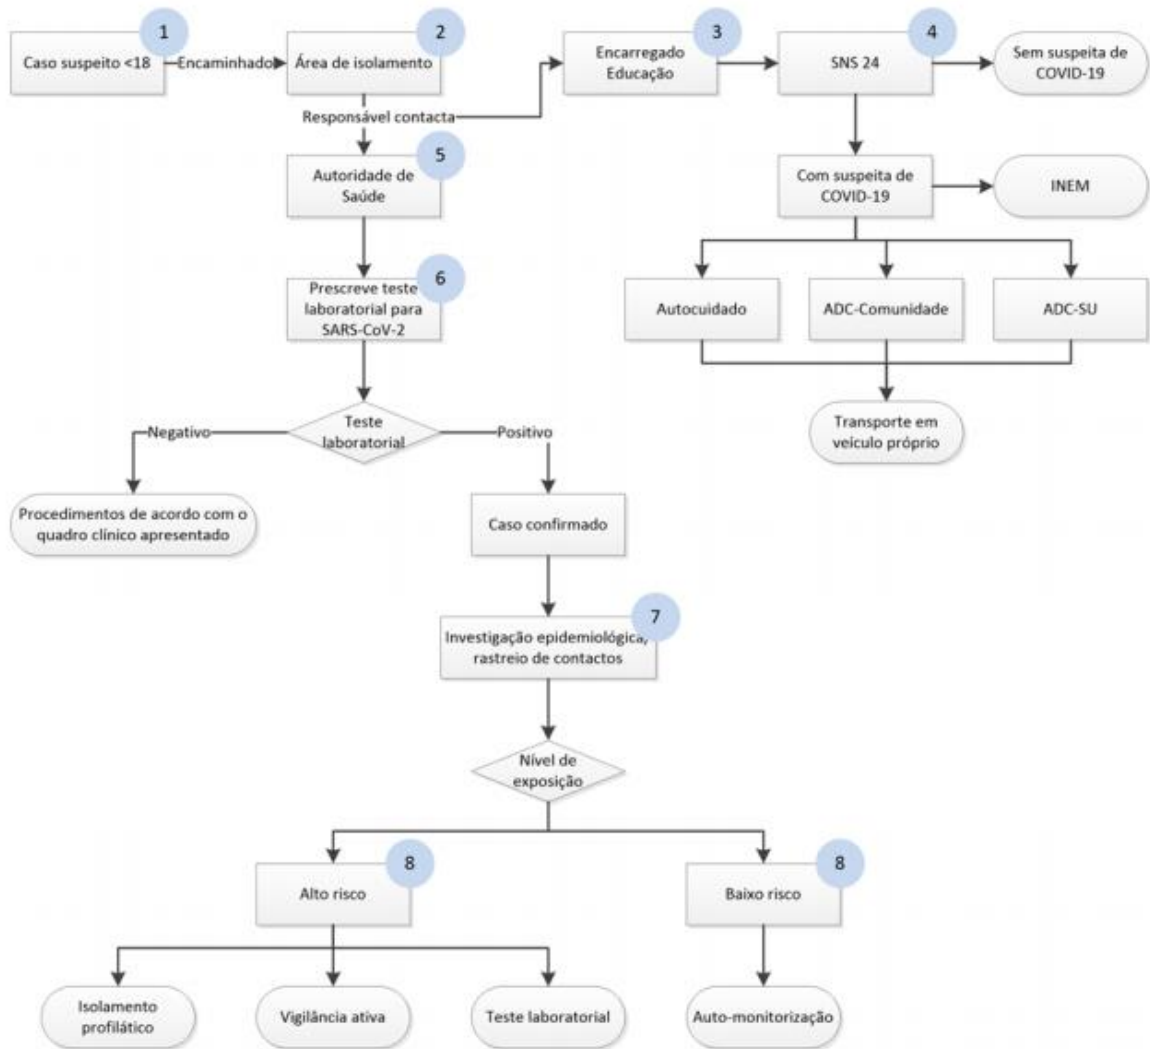 1
Caso suspeito <18
Encaminhado
2
Área de isolamento
3
Encarregado
Educação
4
SNS 24
Sem suspeita de
COVID-19
Responsável contacta
5
Autoridade de
Saúde
Com suspeita de
COVID-19
INEM
6
Prescreve teste
laboratorial para
SARS-CoV-2
Autocuidado
ADC-Comunidade
ADC-SU
Transporte em
veículo próprio
Teste
laboratorial
Negativo
Positivo
Procedimentos de acordo com o
quadro clínico apresentado
Caso confirmado
7
Investigação epidemiológica/
rastreio de contactos
Nível de
exposição
8
Alto risco
8
Baixo risco
Isolamento
profilático
Vigilância ativa
Teste laboratorial
Auto-monitorização